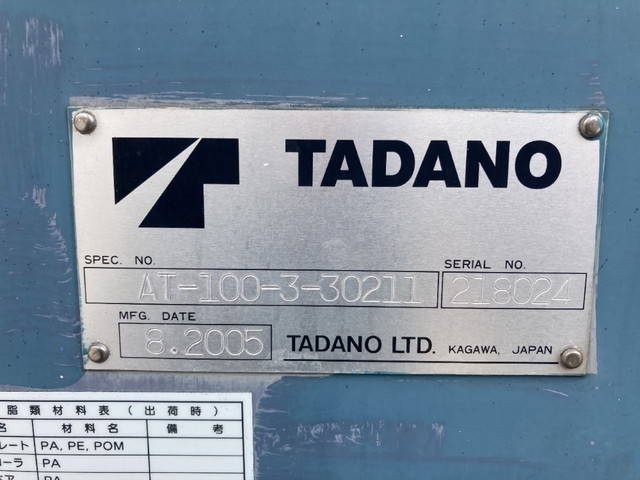 TADANO
SPEC. NO.
SERIAL NO.
AT-100-3-30211
218024
MFG. DATE
8.2005
TADANO LTD. KAGAWA, JAPAN
脂類材料表(出荷時)
名 材料名 備考
レート PA, PE, POM
ーラ PA
PA